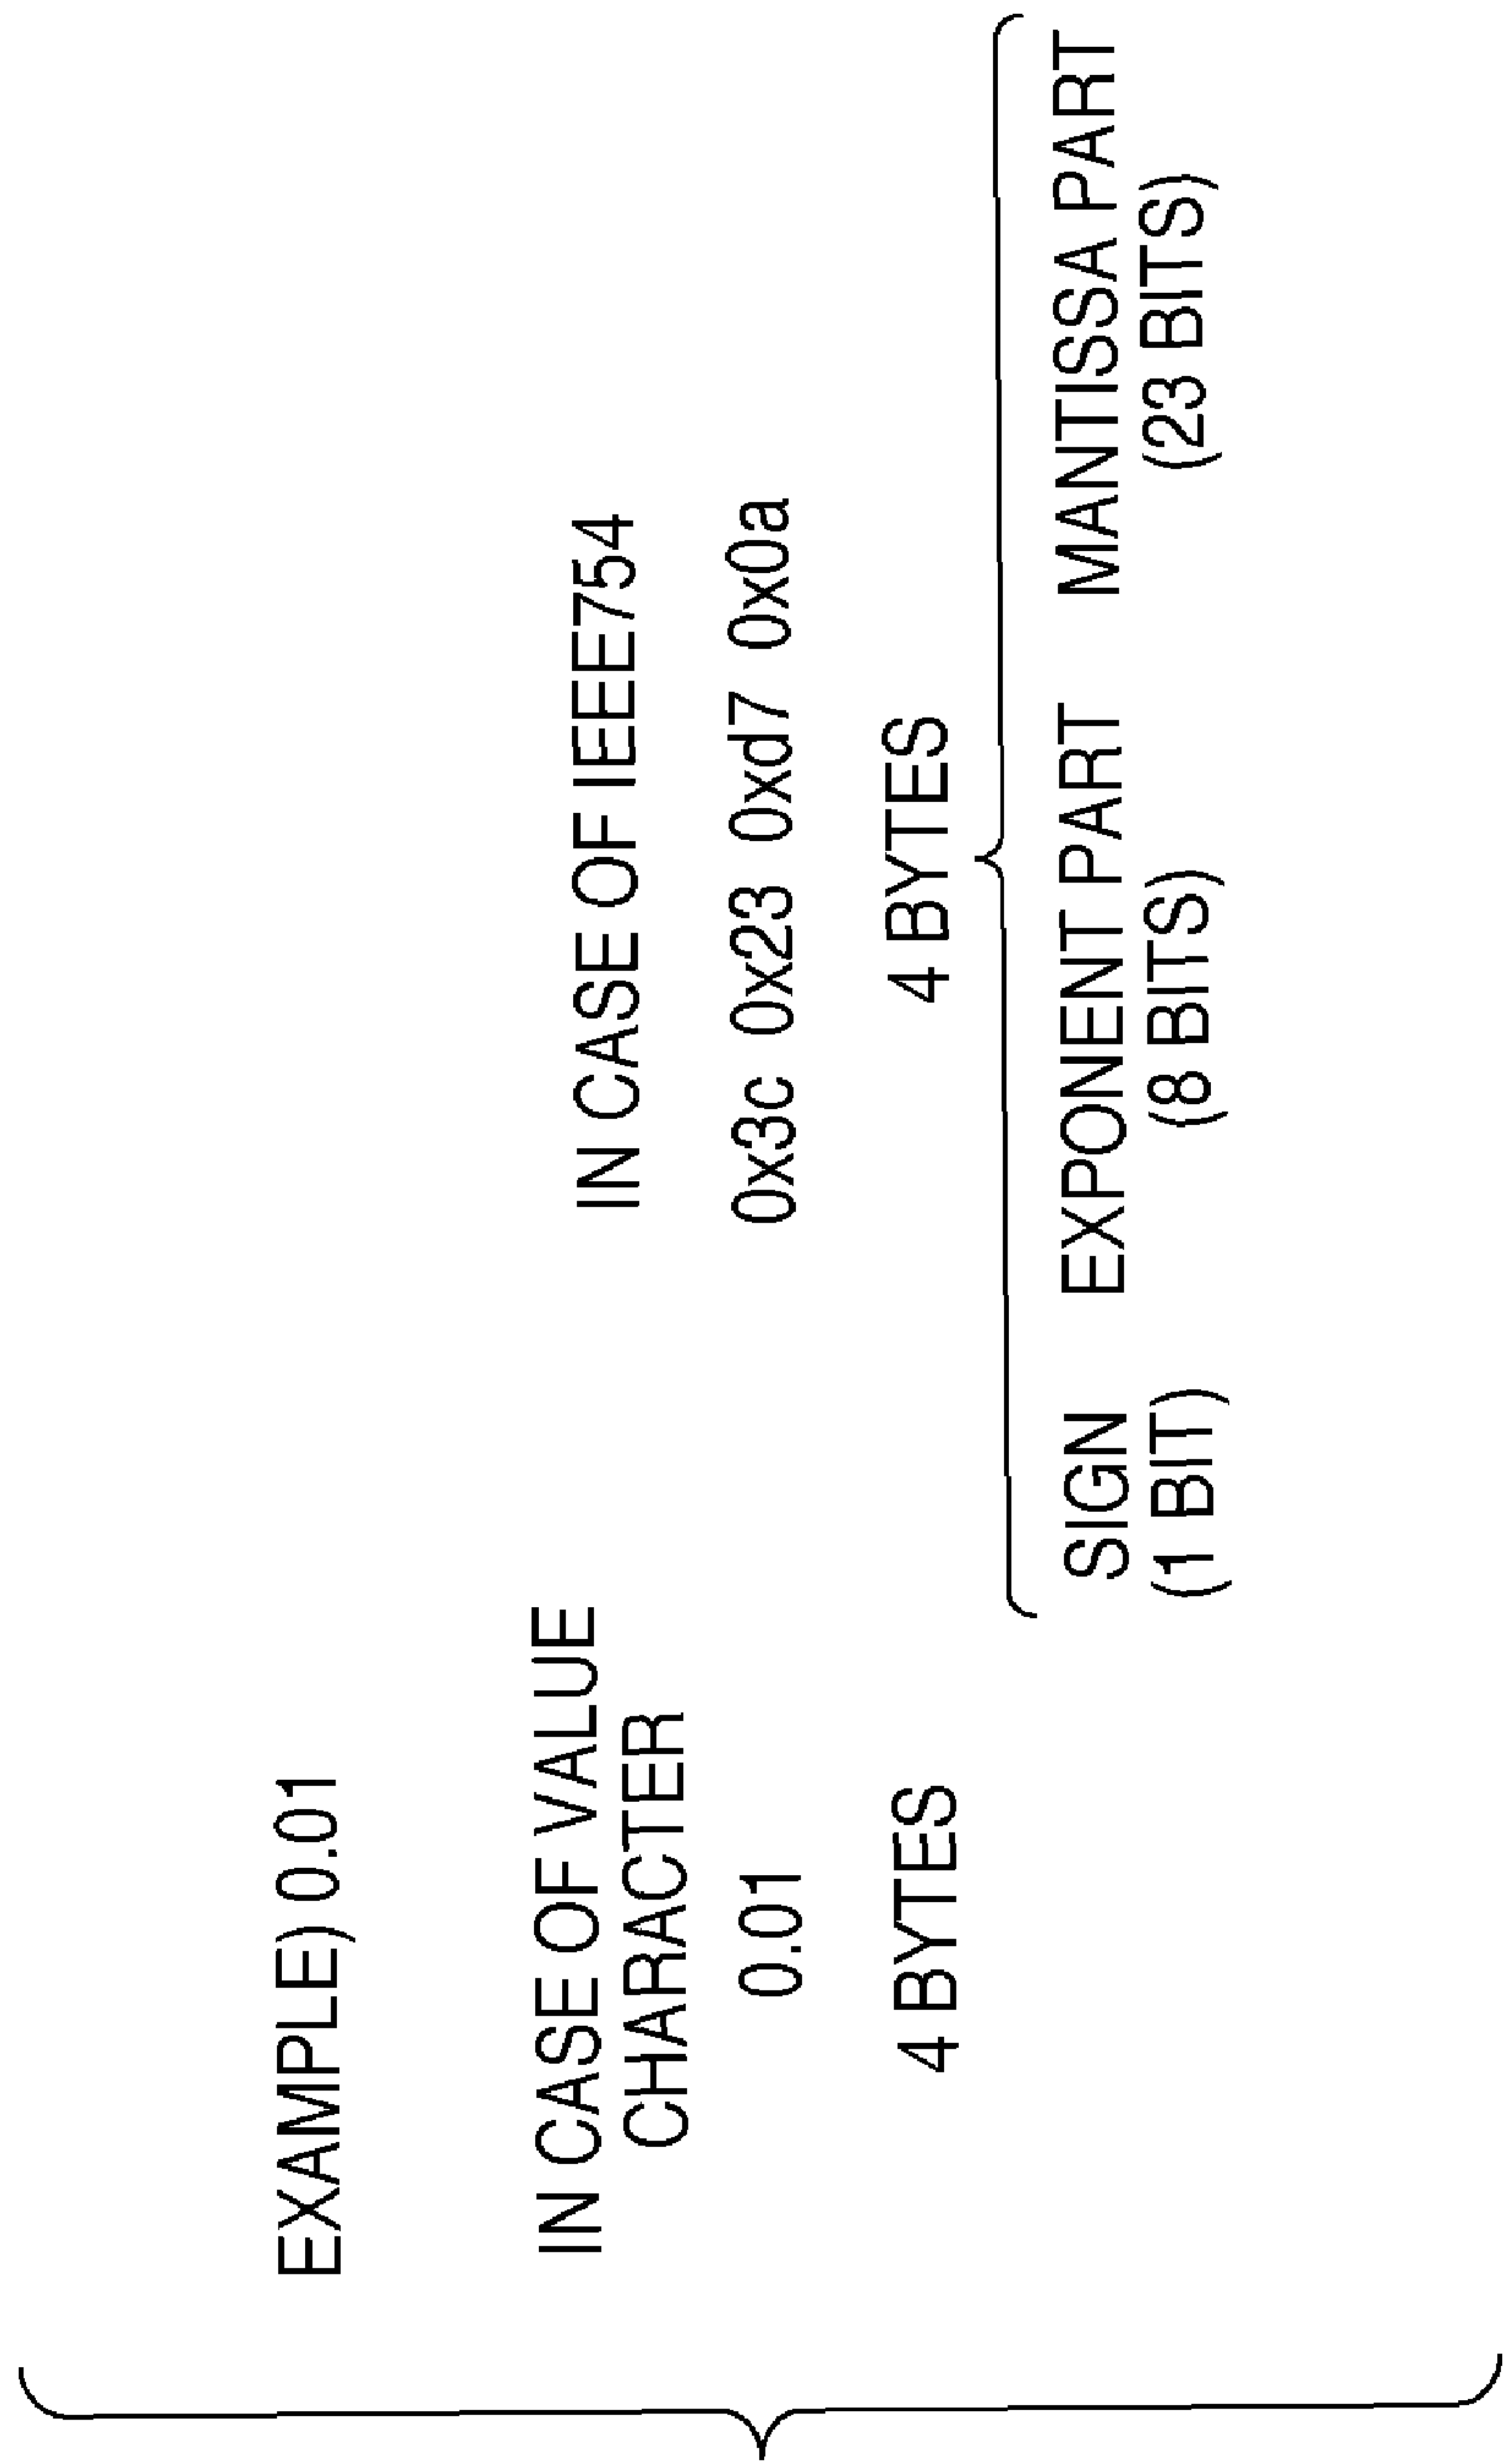 EXAMPLE) 0.01
IN CASE OF VALUE
CHARACTER
0.01
4 BYTES
IN CASE OF IEEE754
0x3c 0x23 0xd7 0x0a
4 BYTES
SIGN
(1 BIT)
EXPONENT PART
(8 BITS)
MANTISSA PART
(23 BITS)